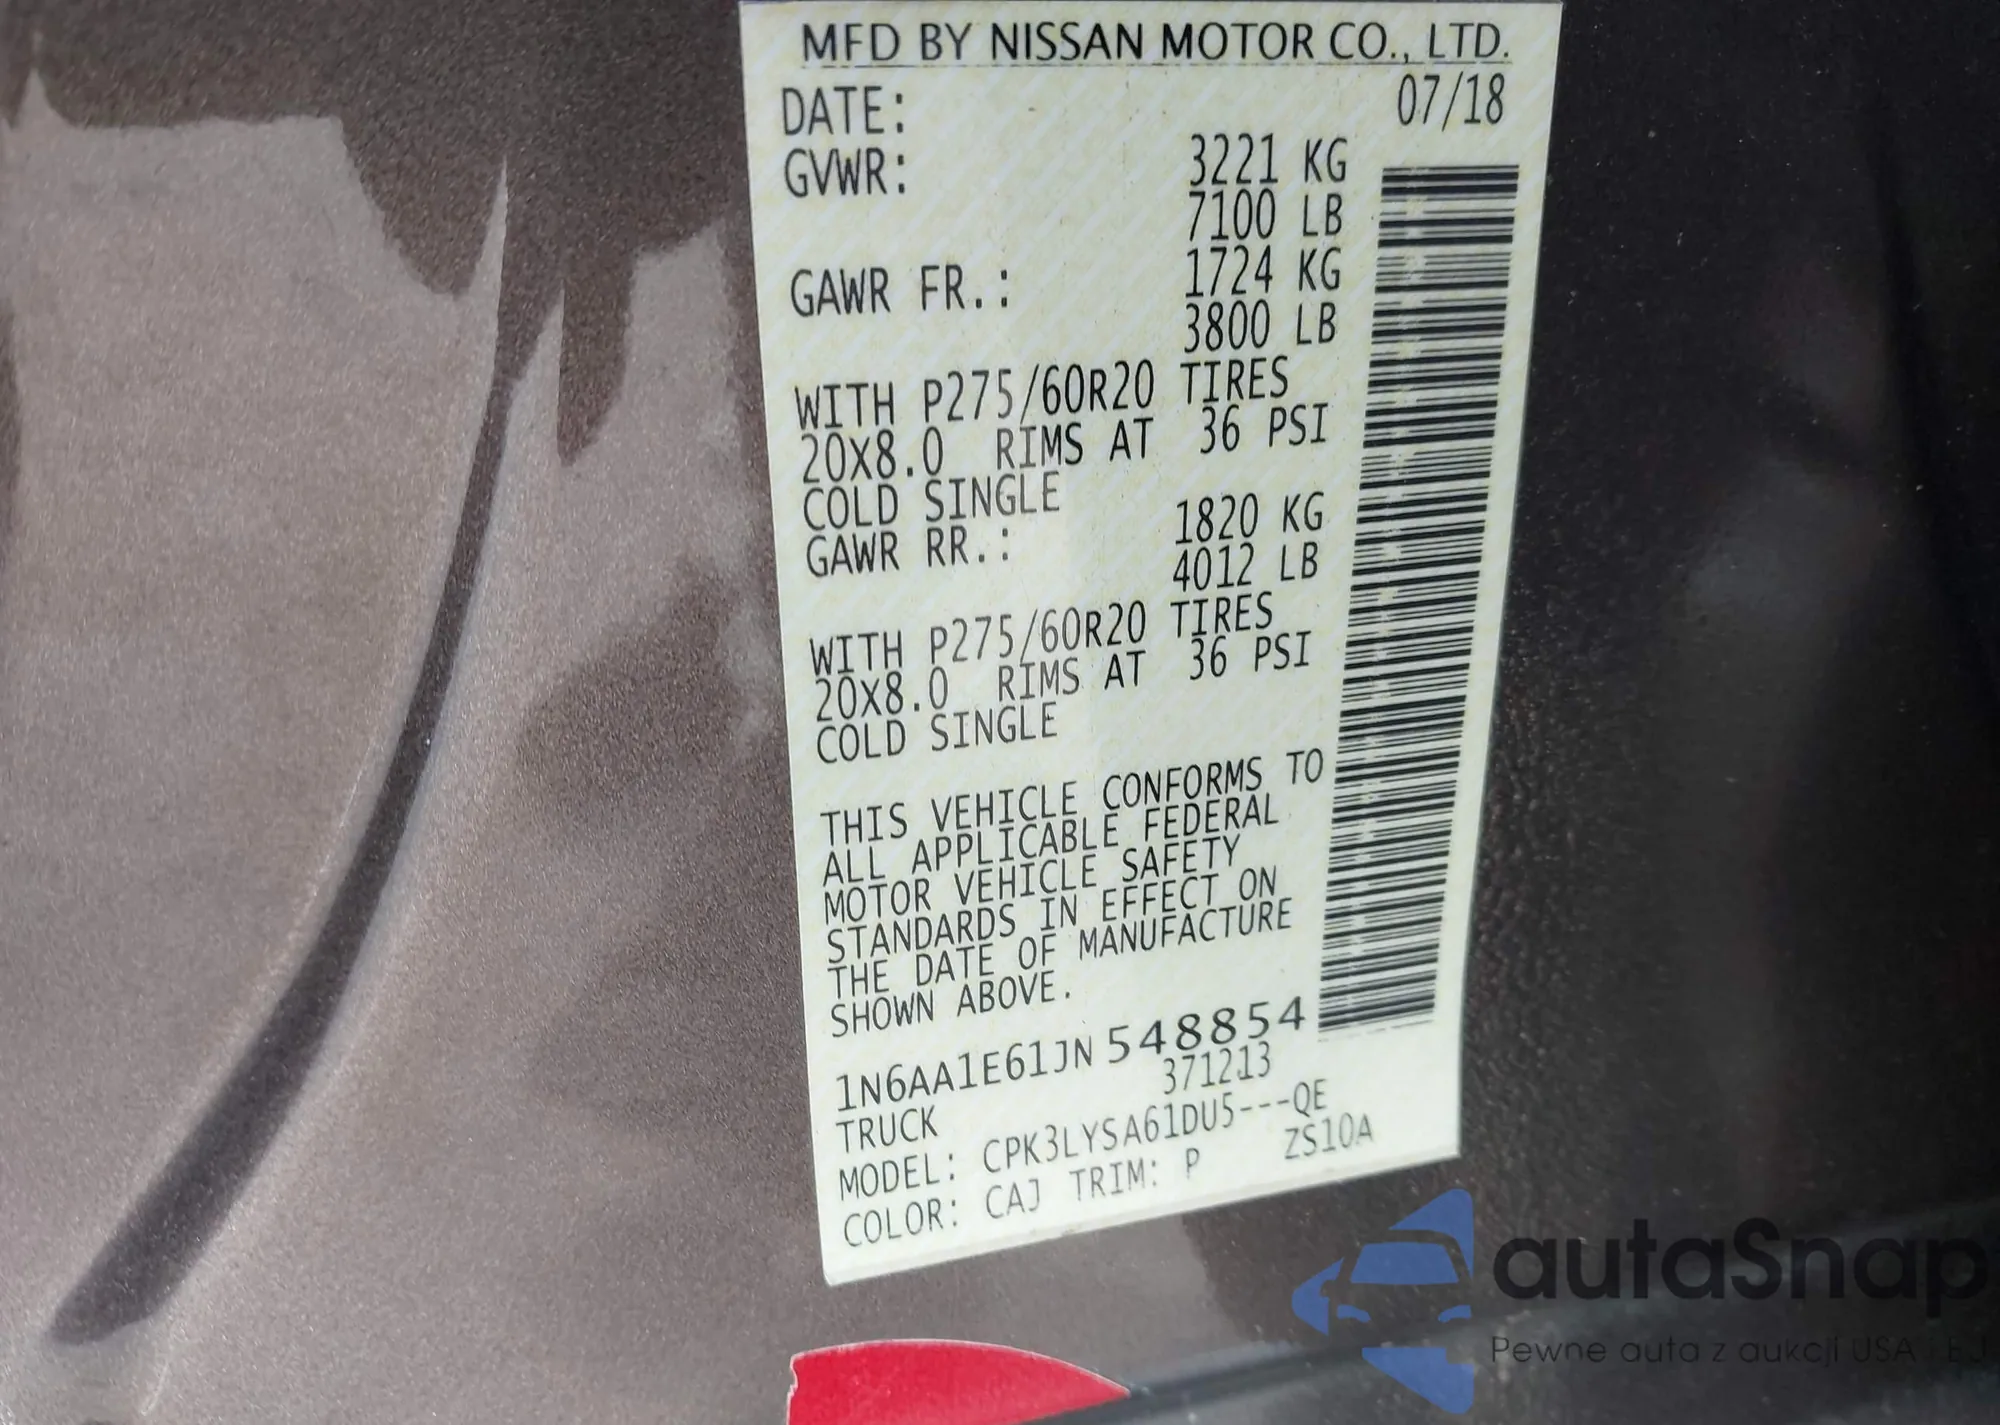 MFD BY NISSAN MOTOR CO., LTD.
DATE: 07/18
GVWR: 3221 KG
7100 LB
GAWR FR.: 1724 KG
3800 LB
WITH P275/60R20 TIRES
20X8.0 RIMS AT 36 PSI
COLD SINGLE
GAWR RR.: 1820 KG
4012 LB
WITH P275/60R20 TIRES
20X8.0 RIMS AT 36 PSI
COLD SINGLE
THIS VEHICLE CONFORMS TO
ALL APPLICABLE FEDERAL
MOTOR VEHICLE SAFETY
STANDARDS IN EFFECT ON
THE DATE OF MANUFACTURE
SHOWN ABOVE.
1N6AA1E61JN548854
TRUCK 371213
MODEL: CPK3LYSA61DU5---QE
COLOR: CAJ TRIM: P ZS10A
autaSnap
Pewne auta z aukcji USA i EU